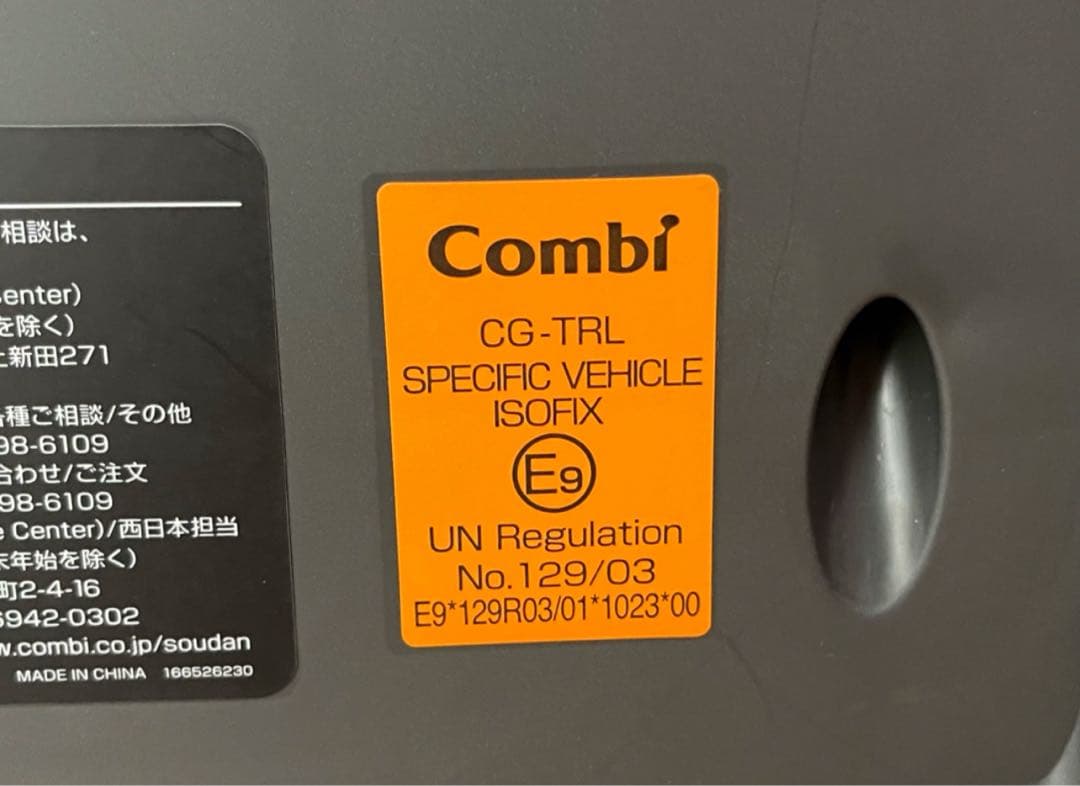 相談は、
enter)
を除く)
上新田271
各種ご相談/その他
98-6109
合わせ/ご注文
98-6109
e Center)/西日本担当
末年始を除く)
町2-4-16
6942-0302
w.combi.co.jp/soudan
MADE IN CHINA 166526230
Combi
CG-TRL
SPECIFIC VEHICLE
ISOFIX
E9
UN Regulation
No.129/03
E9*129R03/01*1023*00